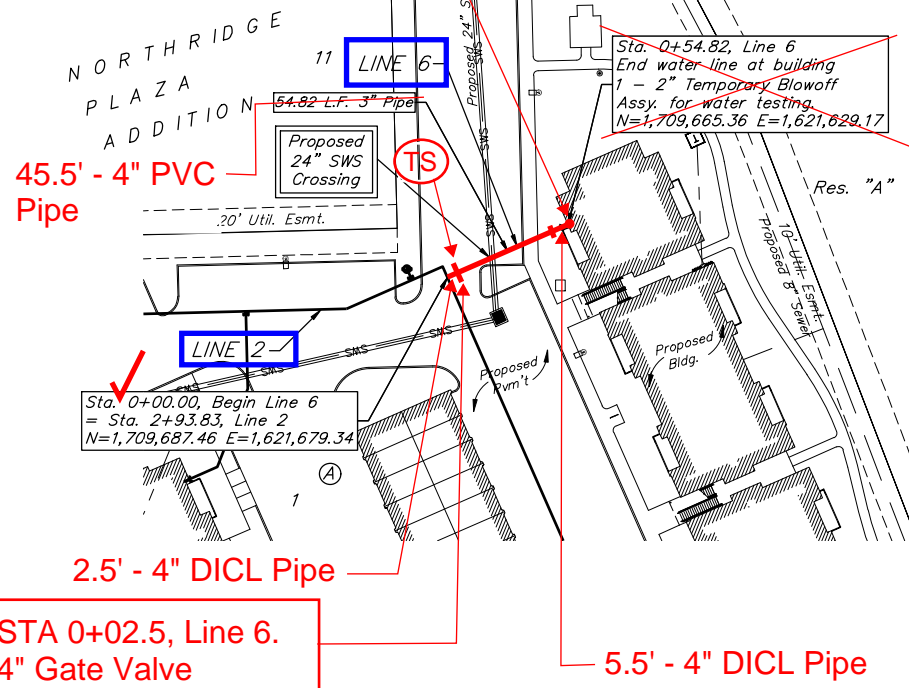 NORTHRIDGE
PLAZA
ADDITION
11
LINE 6
54.82 L.F. 3" Pipe
Proposed
24" SWS
Crossing
TS
45.5' - 4" PVC
Pipe
20' Util. Esmt.
Proposed 24" S
SWS
Sta. 0+54.82, Line 6
End water line at building
1 - 2" Temporary Blowoff
Assy. for water testing.
N=1,709,665.36 E=1,621,629.17
Res. "A"
10' Util. Esmt.
Proposed 8" Sewer
SWS
LINE 2
SWS
SWS
SWS
Sta. 0+00.00, Begin Line 6
= Sta. 2+93.83, Line 2
N=1,709,687.46 E=1,621,679.34
Proposed
Pvm't
Proposed
Bldg.
A
1
2.5' - 4" DICL Pipe
STA 0+02.5, Line 6.
4" Gate Valve
5.5' - 4" DICL Pipe